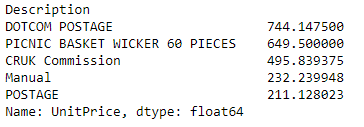 Description
DOTCOM POSTAGE 744.147500
PICNIC BASKET WICKER 60 PIECES 649.500000
CRUK Commission 495.839375
Manual 232.239948
POSTAGE 211.128023
Name: UnitPrice, dtype: float64